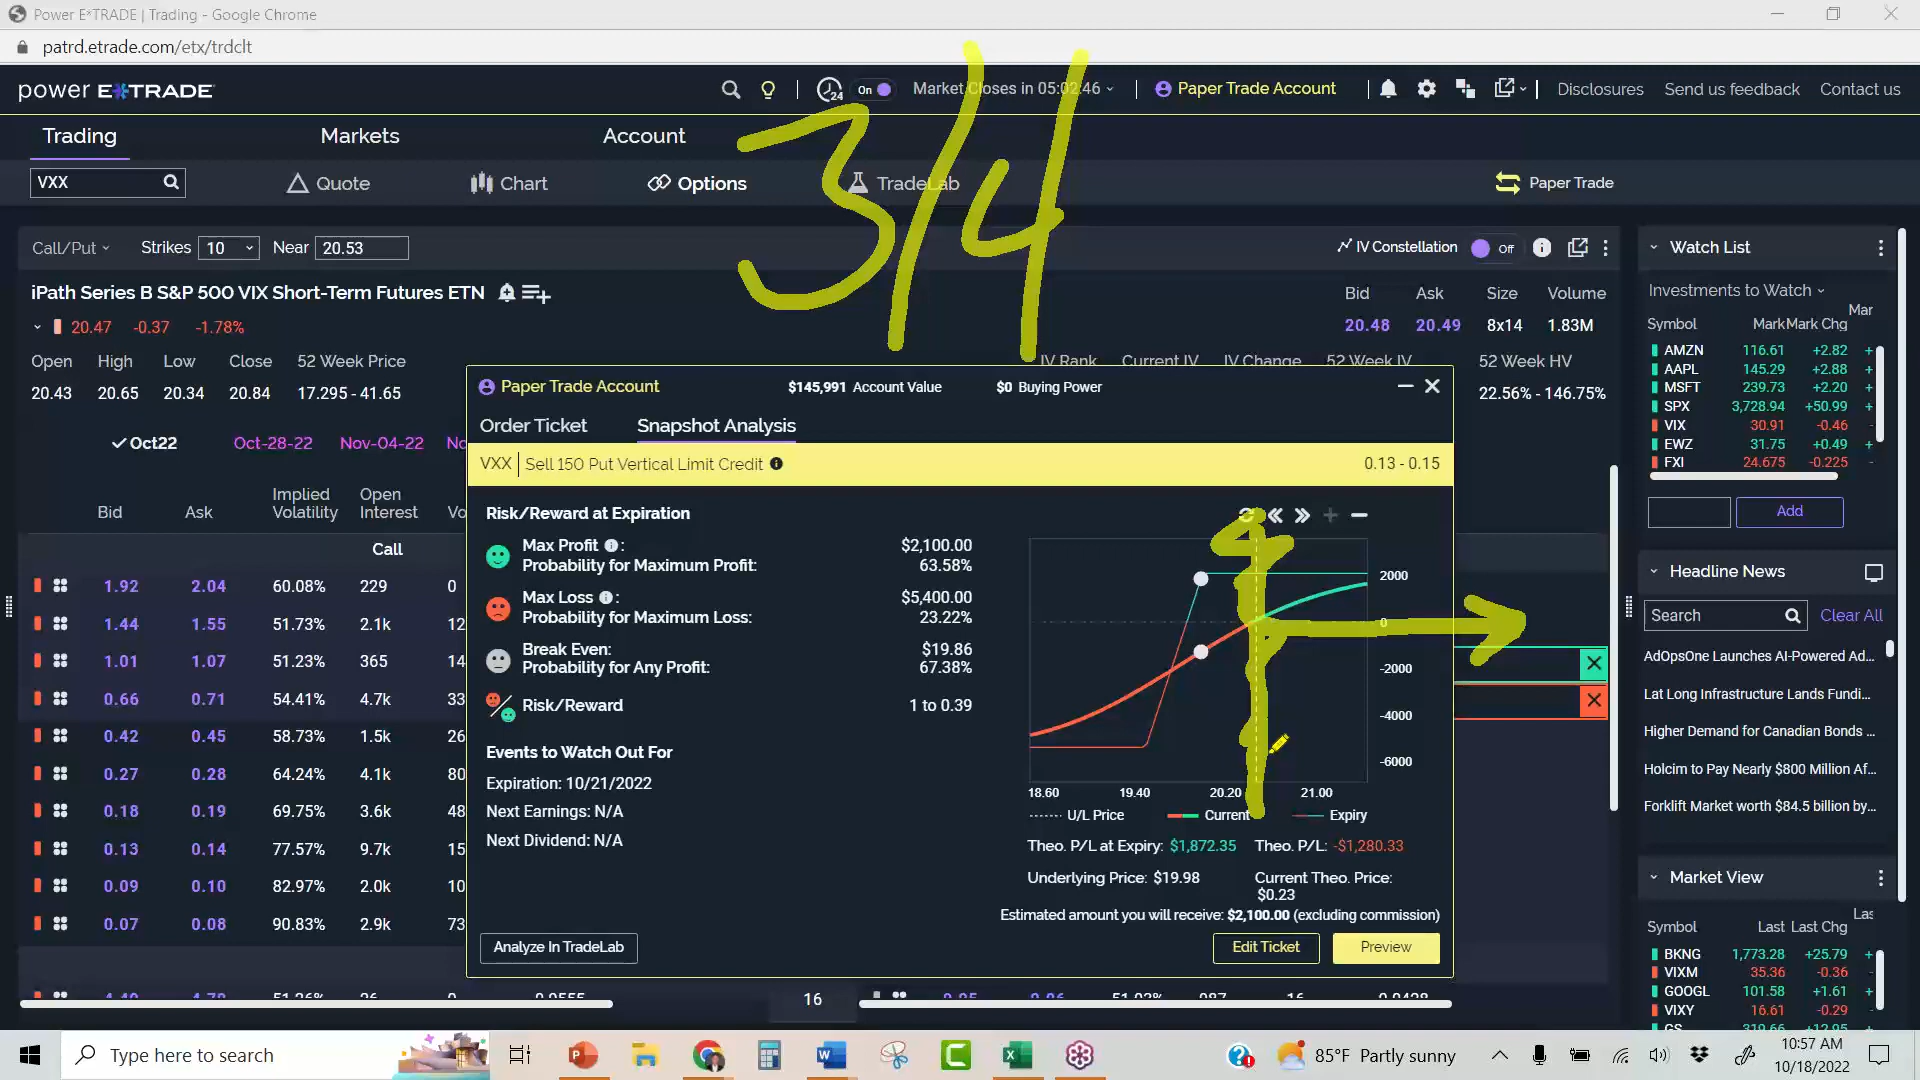 Power E*TRADE | Trading - Google Chrome
patrd.etrade.com/etx/trdclt
power E*TRADE
24 On Market Closes in 05:02:46 Paper Trade Account Disclosures Send us feedback Contact us
Trading Markets Account
3/4
VXX Quote Chart Options TradeLab Paper Trade
Call/Put Strikes 10 Near 20.53 IV Constellation Off
iPath Series B S&P 500 VIX Short-Term Futures ETN
20.47 -0.37 -1.78%
Bid Ask Size Volume
20.48 20.49 8x14 1.83M
Open High Low Close 52 Week Price
20.43 20.65 20.34 20.84 17.295 - 41.65
IV Rank Current IV IV Change 52 Week IV 52 Week HV
22.56% - 146.75%
Oct22 Oct-28-22 Nov-04-22 No
Bid Ask Implied Volatility Open Interest Vo
Call
1.92 2.04 60.08% 229 0
1.44 1.55 51.73% 2.1k 12
1.01 1.07 51.23% 365 14
0.66 0.71 54.41% 4.7k 33
0.42 0.45 58.73% 1.5k 26
0.27 0.28 64.24% 4.1k 80
0.18 0.19 69.75% 3.6k 48
0.13 0.14 77.57% 9.7k 15
0.09 0.10 82.97% 2.0k 10
0.07 0.08 90.83% 2.9k 73
16
Paper Trade Account $145,991 Account Value $0 Buying Power
Order Ticket Snapshot Analysis
VXX Sell 150 Put Vertical Limit Credit 0.13 - 0.15
Risk/Reward at Expiration
Max Profit : $2,100.00
Probability for Maximum Profit: 63.58%
Max Loss : $5,400.00
Probability for Maximum Loss: 23.22%
Break Even: $19.86
Probability for Any Profit: 67.38%
Risk/Reward 1 to 0.39
Events to Watch Out For
Expiration: 10/21/2022
Next Earnings: N/A
Next Dividend: N/A
2000
0
-2000
-4000
-6000
18.60 19.40 20.20 21.00
U/L Price Current Expiry
Theo. P/L at Expiry: $1,872.35 Theo. P/L: -$1,280.33
Underlying Price: $19.98 Current Theo. Price: $0.23
Estimated amount you will receive: $2,100.00 (excluding commission)
Analyze In TradeLab Edit Ticket Preview
Watch List
Investments to Watch
Symbol Mark Mark Chg Mar
AMZN 116.61 +2.82 +
AAPL 145.29 +2.88 +
MSFT 239.73 +2.20 +
SPX 3,728.94 +50.99 +
VIX 30.91 -0.46 -
EWZ 31.75 +0.49 +
FXI 24.675 -0.225 -
Add
Headline News
Search Clear All
AdOpsOne Launches AI-Powered Ad...
Lat Long Infrastructure Lands Fundi...
Higher Demand for Canadian Bonds ...
Holcim to Pay Nearly $800 Million Af...
Forklift Market worth $84.5 billion by...
Market View
Symbol Last Last Chg Las
BKNG 1,773.28 +25.79 +
VIXM 35.36 -0.36 -
GOOGL 101.58 +1.61 +
VIXY 16.61 -0.29 -
GS 319.66 +12.95
Type here to search 85°F Partly sunny 10:57 AM
10/18/2022